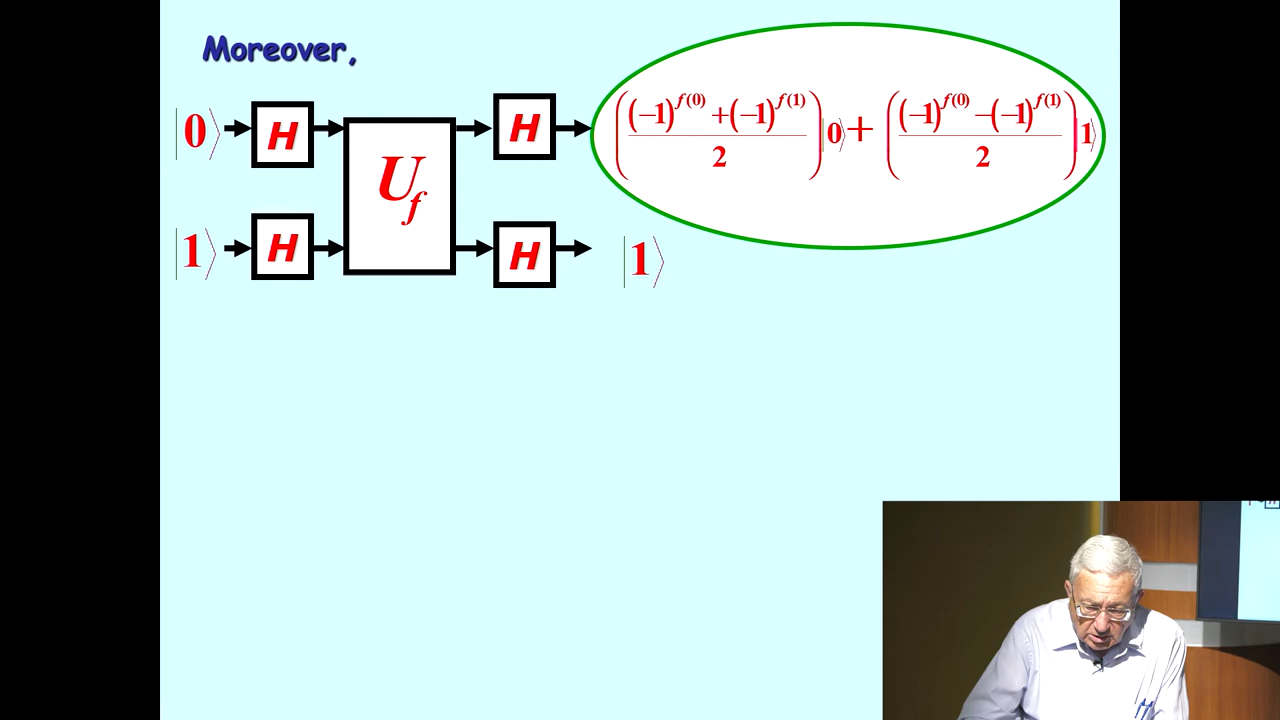 Moreover,
|0⟩ H H ( ( (−1)^f(0) + (−1)^f(1) ) / 2 ) |0⟩ + ( ( (−1)^f(0) − (−1)^f(1) ) / 2 ) |1⟩
U_f
|1⟩ H H |1⟩